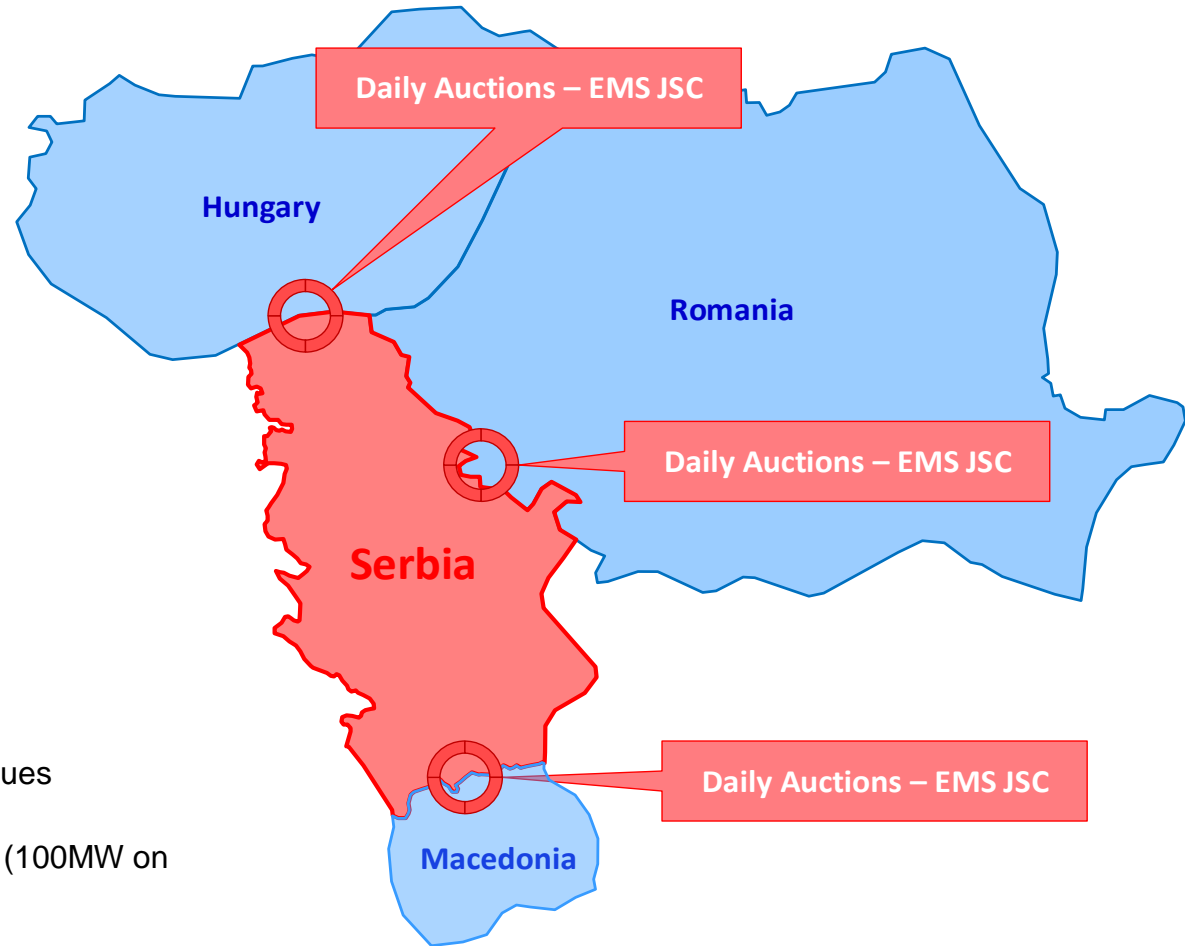 Daily Auctions – EMS JSC
Hungary
Romania
Daily Auctions – EMS JSC
Serbia
Daily Auctions – EMS JSC
ues
(100MW on
Macedonia